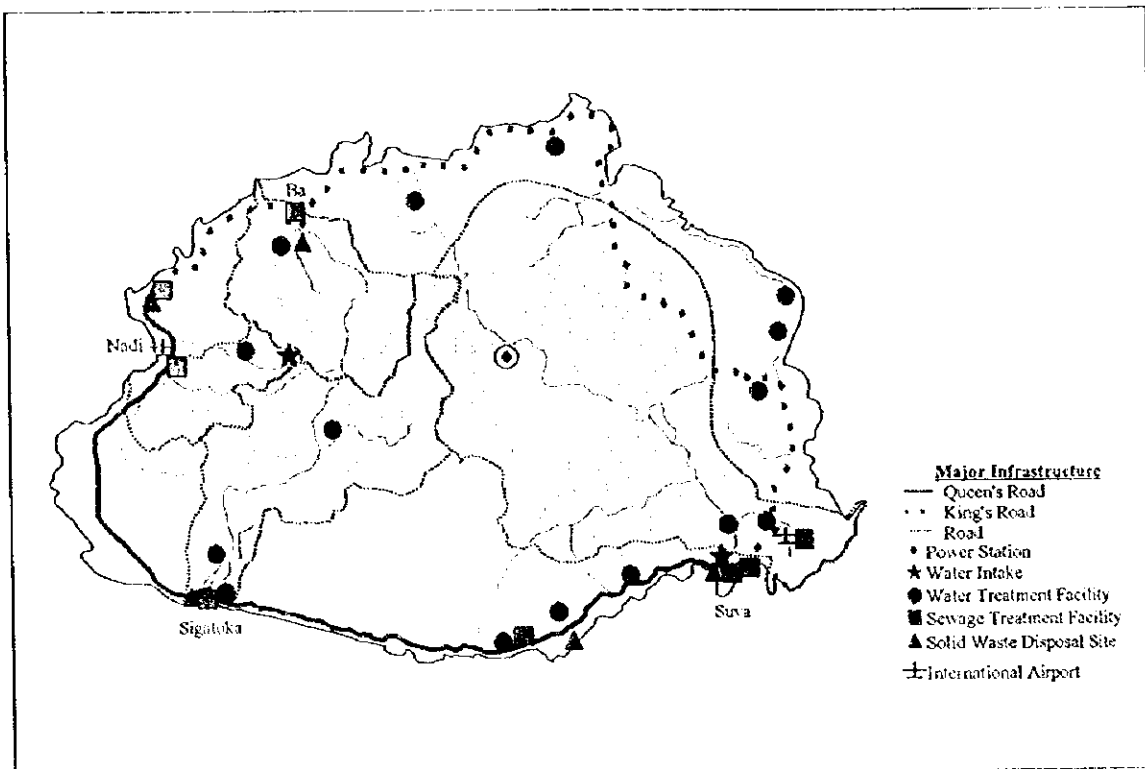 Ba
Nadi
Sigatoka
Suva
Major Infrastructure
Queen's Road
King's Road
Road
Power Station
Water Intake
Water Treatment Facility
Sewage Treatment Facility
Solid Waste Disposal Site
International Airport